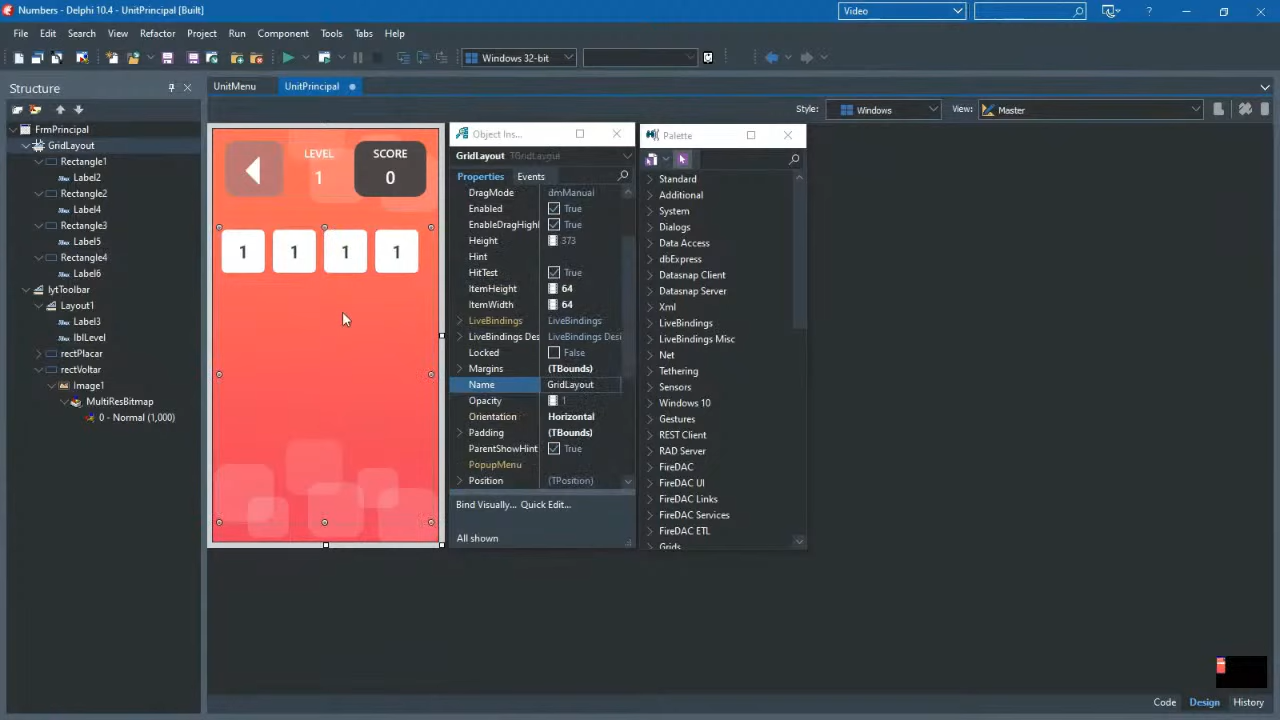 Numbers - Delphi 10.4 - UnitPrincipal [Built]
Video
?
File Edit Search View Refactor Project Run Component Tools Tabs Help
Windows 32-bit
Structure
UnitMenu
UnitPrincipal
Style:
Windows
View:
Master
FrmPrincipal
GridLayout
Rectangle1
Label2
Rectangle2
Label4
Rectangle3
Label5
Rectangle4
Label6
lytToolbar
Layout1
Label3
lblLevel
rectPlacar
rectVoltar
Image1
MultiResBitmap
0 - Normal (1,000)
LEVEL
1
SCORE
0
1 1 1 1
Object Ins...
GridLayout TGridLayout
Properties Events
DragMode dmManual
Enabled True
EnableDragHighl True
Height 373
Hint
HitTest True
ItemHeight 64
ItemWidth 64
LiveBindings LiveBindings
LiveBindings Des LiveBindings Desi
Locked False
Margins (TBounds)
Name GridLayout
Opacity 1
Orientation Horizontal
Padding (TBounds)
ParentShowHint True
PopupMenu
Position (TPosition)
Bind Visually... Quick Edit...
All shown
Palette
Standard
Additional
System
Dialogs
Data Access
dbExpress
Datasnap Client
Datasnap Server
Xml
LiveBindings
LiveBindings Misc
Net
Tethering
Sensors
Windows 10
Gestures
REST Client
RAD Server
FireDAC
FireDAC UI
FireDAC Links
FireDAC Services
FireDAC ETL
Grids
Code Design History